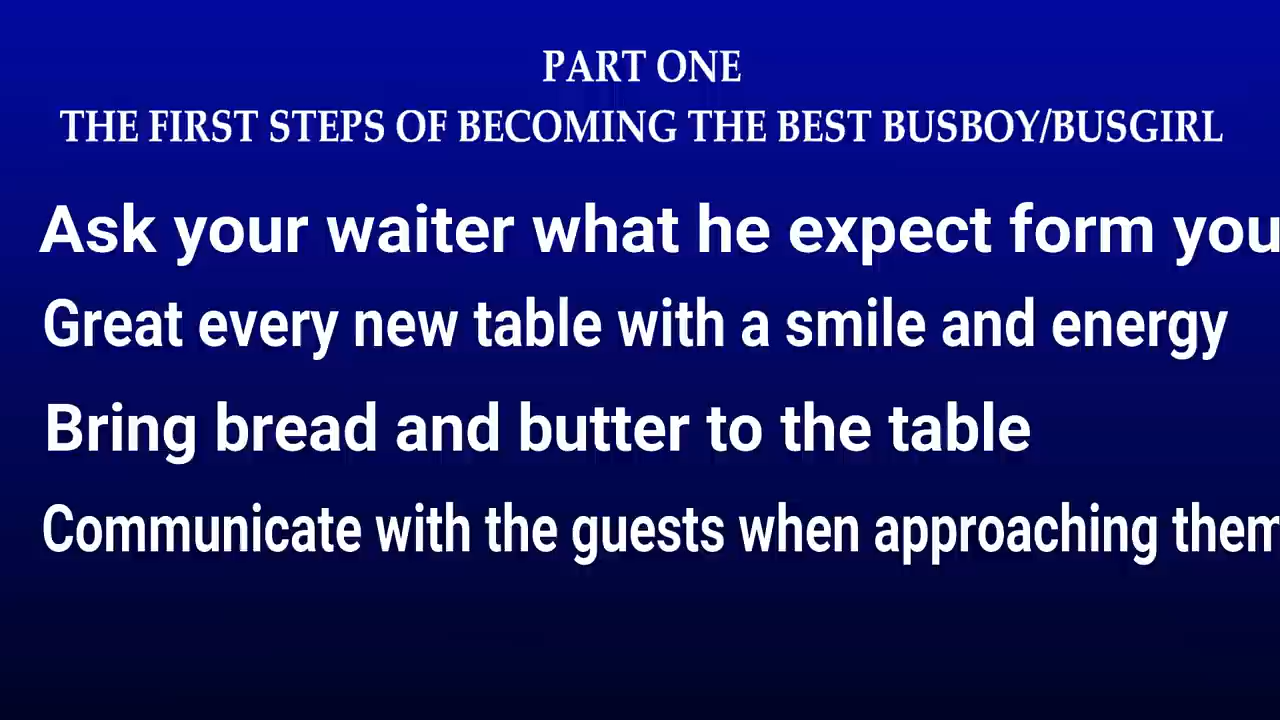 PART ONE
THE FIRST STEPS OF BECOMING THE BEST BUSBOY/BUSGIRL
Ask your waiter what he expect form you
Great every new table with a smile and energy
Bring bread and butter to the table
Communicate with the guests when approaching them